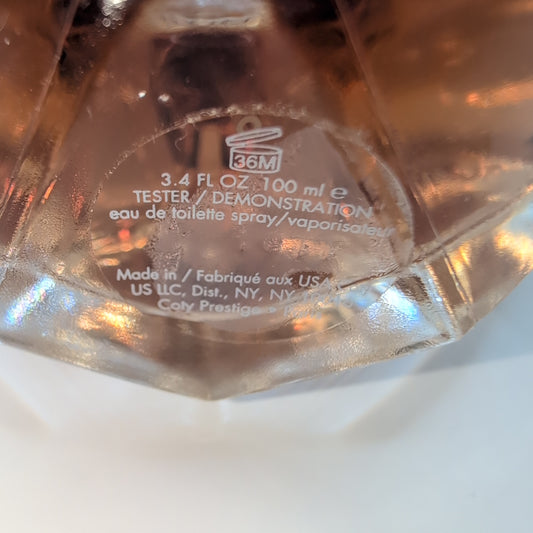 36M
3.4 FL OZ 100 ml e
TESTER / DEMONSTRATION
eau de toilette spray/vaporisateur
Made in / Fabriqué aux USA
US LLC, Dist., NY, NY
Coty Prestige